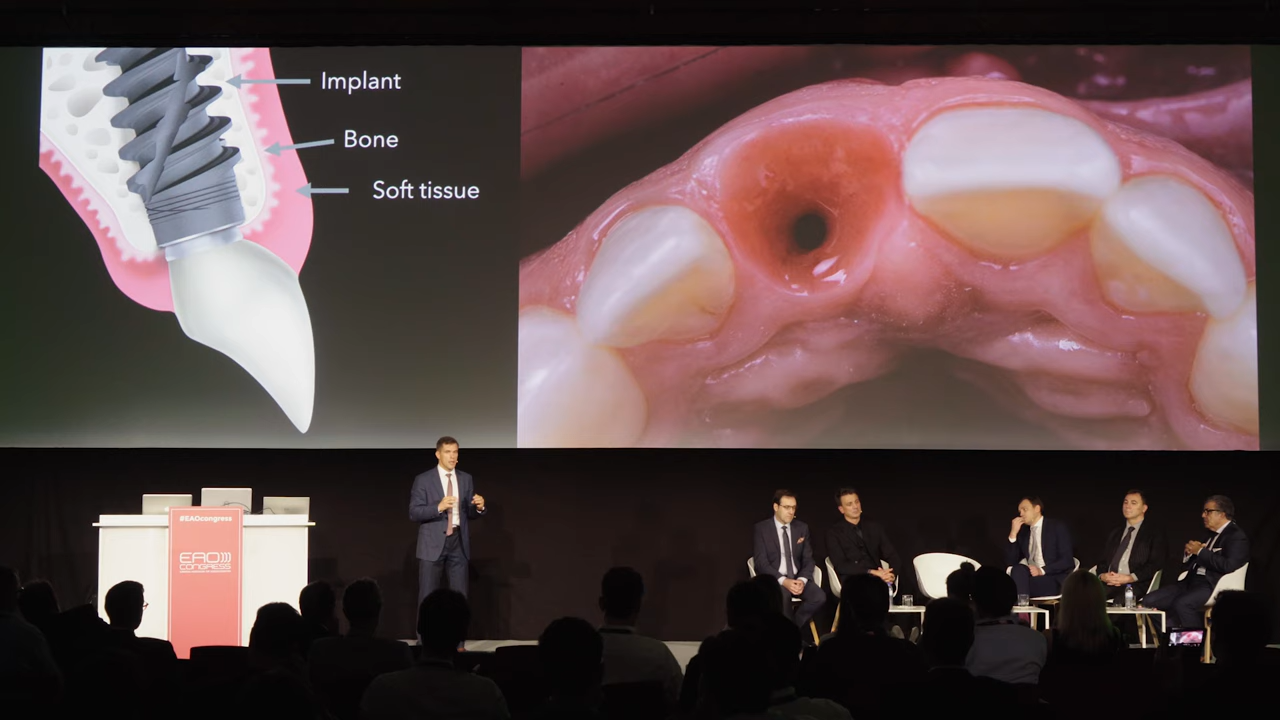 Implant
Bone
Soft tissue
#EAOcongress
EAO
CONGRESS